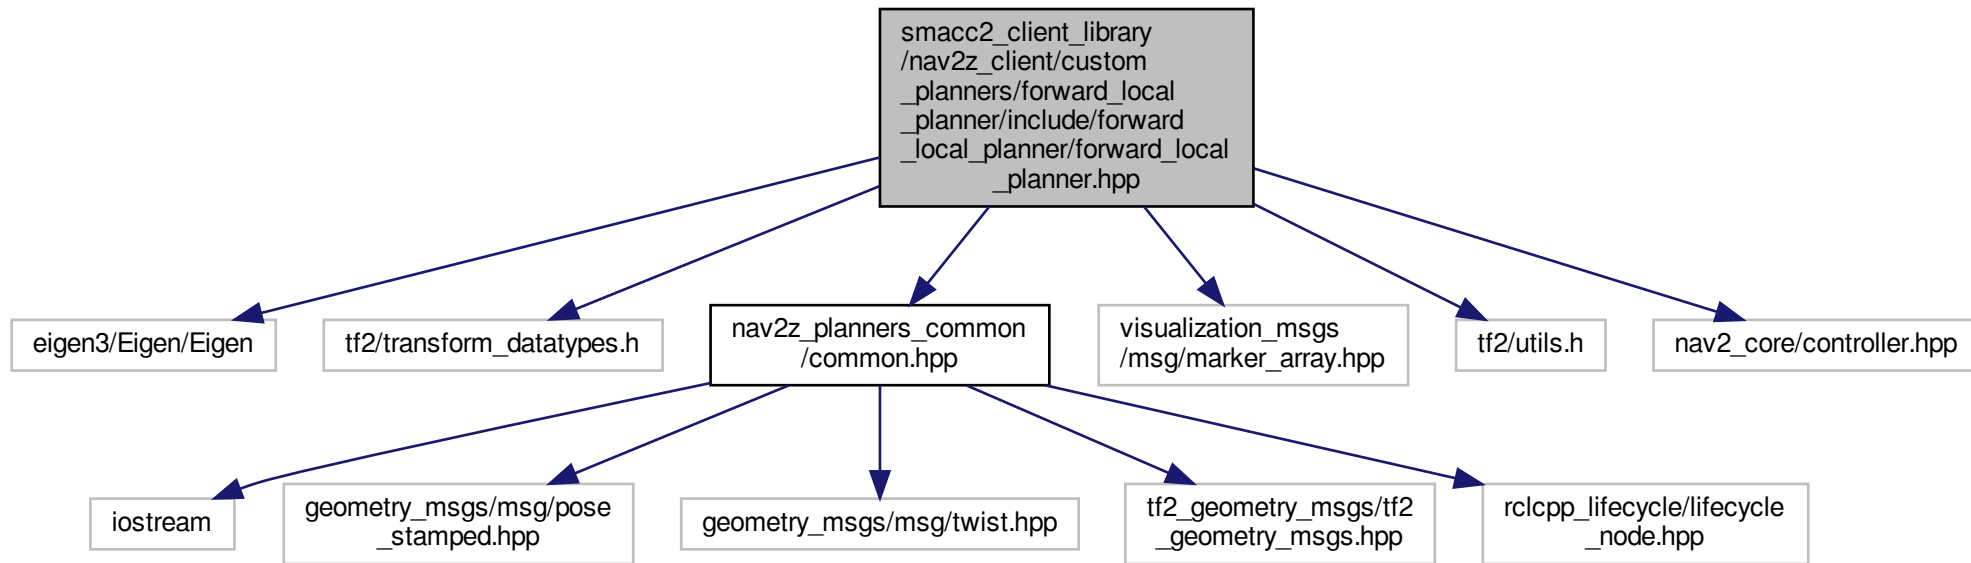 smacc2_client_library
/nav2z_client/custom
_planners/forward_local
_planner/include/forward
_local_planner/forward_local
_planner.hpp
eigen3/Eigen/Eigen
tf2/transform_datatypes.h
nav2z_planners_common
/common.hpp
visualization_msgs
/msg/marker_array.hpp
tf2/utils.h
nav2_core/controller.hpp
iostream
geometry_msgs/msg/pose
_stamped.hpp
geometry_msgs/msg/twist.hpp
tf2_geometry_msgs/tf2
_geometry_msgs.hpp
rclcpp_lifecycle/lifecycle
_node.hpp